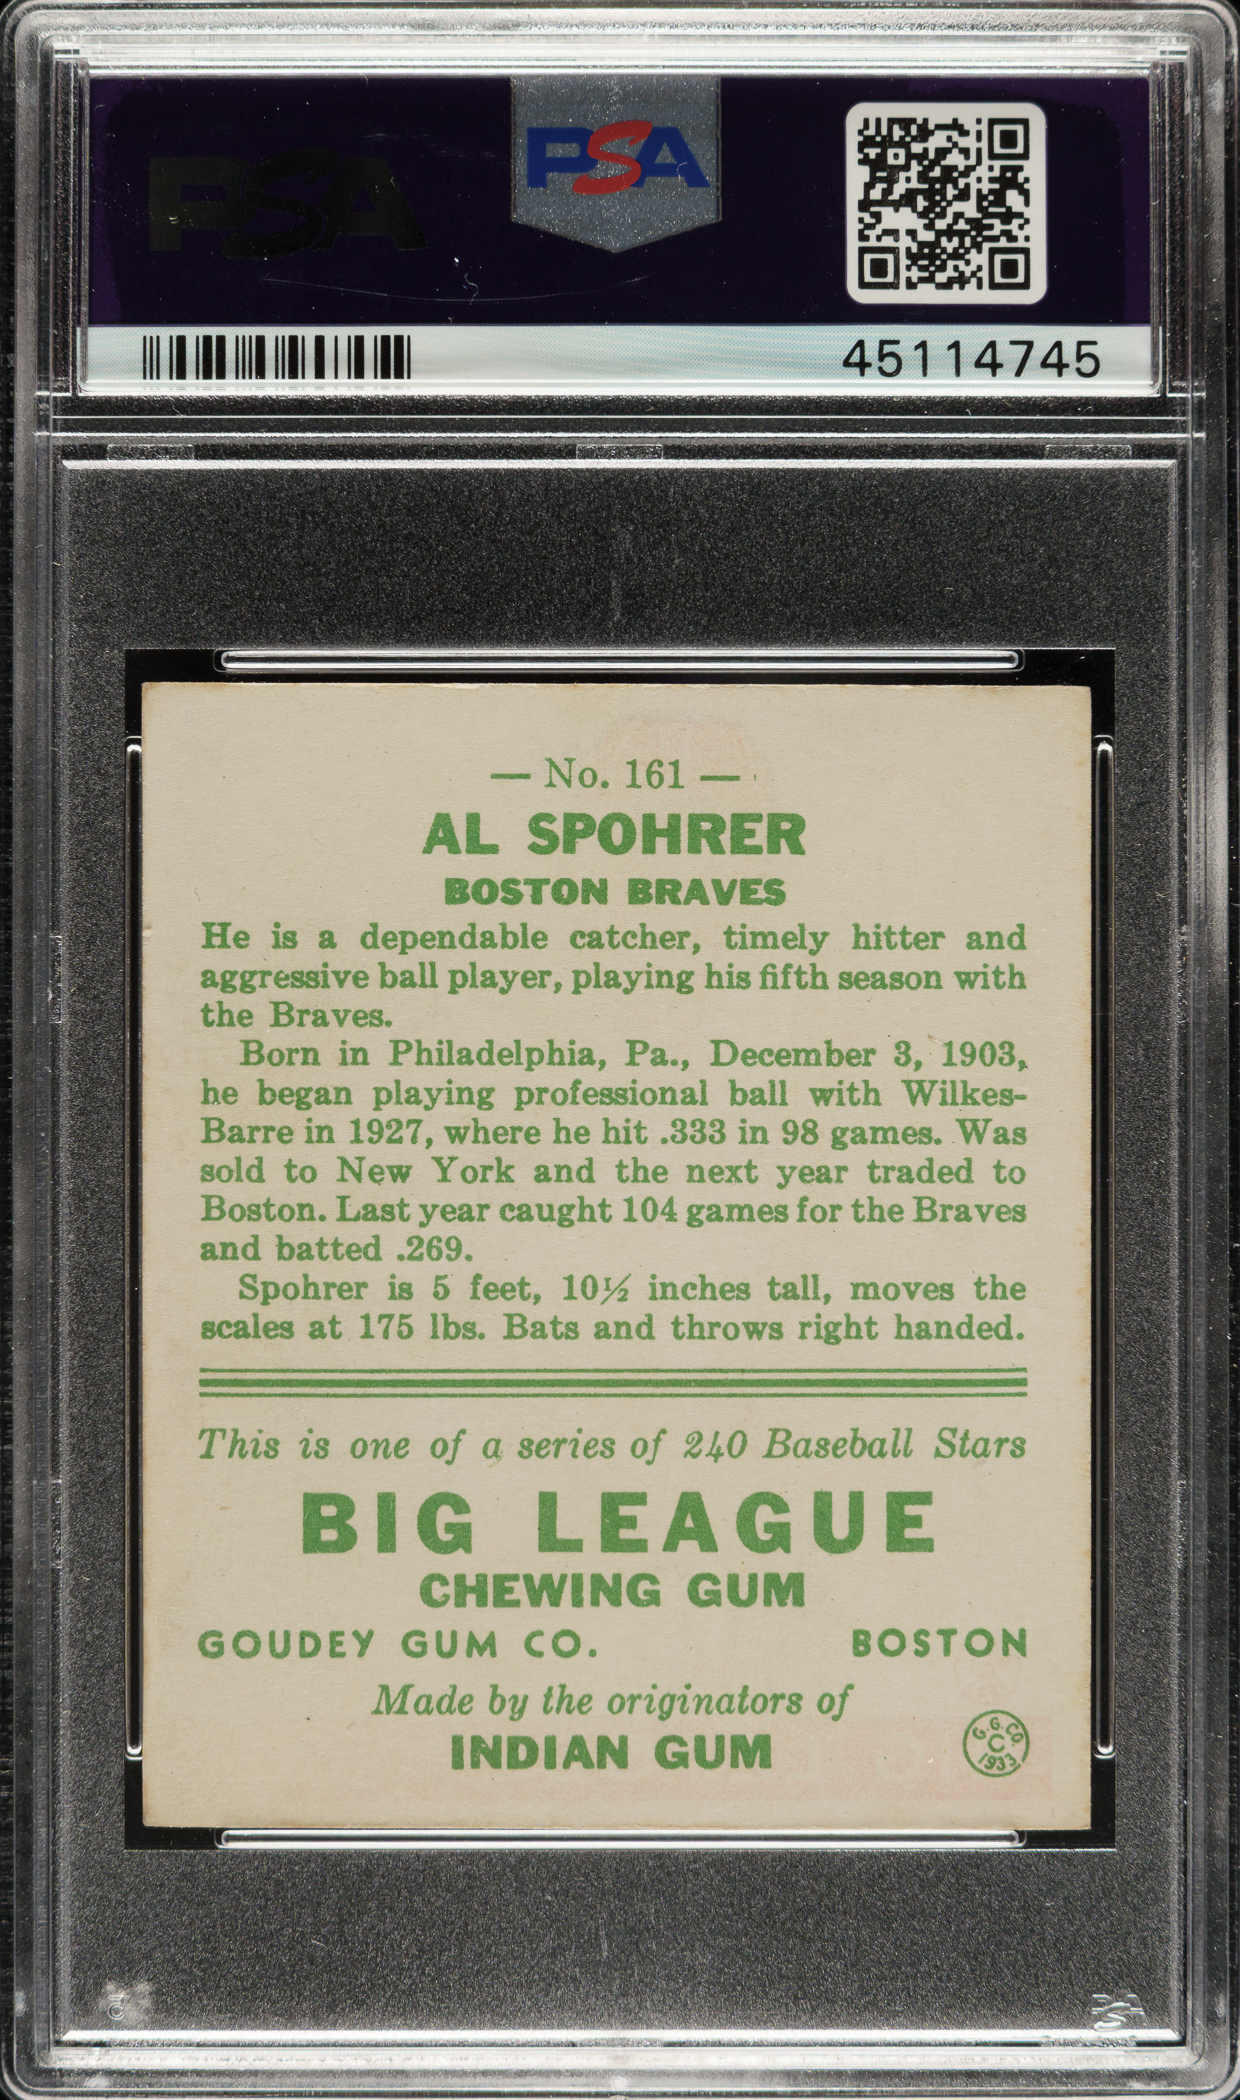 PSA
PSA
45114745
— No. 161 —
AL SPOHRER
BOSTON BRAVES
He is a dependable catcher, timely hitter and
aggressive ball player, playing his fifth season with
the Braves.
Born in Philadelphia, Pa., December 3, 1903,
he began playing professional ball with Wilkes-
Barre in 1927, where he hit .333 in 98 games. Was
sold to New York and the next year traded to
Boston. Last year caught 104 games for the Braves
and batted .269.
Spohrer is 5 feet, 10½ inches tall, moves the
scales at 175 lbs. Bats and throws right handed.
This is one of a series of 240 Baseball Stars
BIG LEAGUE
CHEWING GUM
GOUDEY GUM CO. BOSTON
Made by the originators of
INDIAN GUM
G. G. CO.
C
1933